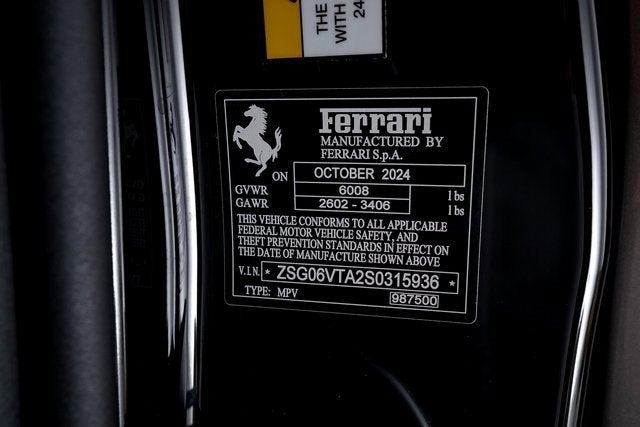 THE
WITH
24
Ferrari
MANUFACTURED BY
FERRARI S.p.A.
ON OCTOBER 2024
GVWR 6008 lbs
GAWR 2602 - 3406 lbs
THIS VEHICLE CONFORMS TO ALL APPLICABLE
FEDERAL MOTOR VEHICLE SAFETY, AND
THEFT PREVENTION STANDARDS IN EFFECT ON
THE DATE OF MANUFACTURE SHOWN ABOVE
V.I.N. * ZSG06VTA2S0315936 *
TYPE: MPV 987500